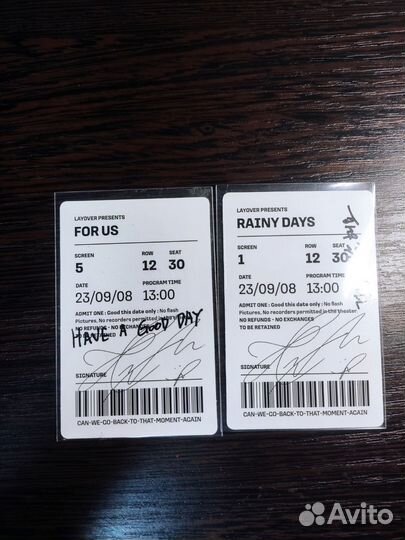 LAYOVER PRESENTS
FOR US
SCREEN ROW SEAT
5 12 30
DATE PROGRAM TIME
23/09/08 13:00
ADMIT ONE : Good this date only : No flash
Pictures, No recorders permitted in the theater
NO REFUNDS - NO EXCHANGES
TO BE RETAINED
HAVE A GOOD DAY
SIGNATURE
CAN-WE-GO-BACK-TO-THAT-MOMENT-AGAIN
LAYOVER PRESENTS
RAINY DAYS
SCREEN ROW SEAT
1 12 30
DATE PROGRAM TIME
23/09/08 13:00
ADMIT ONE : Good this date only : No flash
Pictures, No recorders permitted in the theater
NO REFUNDS - NO EXCHANGES
TO BE RETAINED
SIGNATURE
CAN-WE-GO-BACK-TO-THAT-MOMENT-AGAIN
Avito